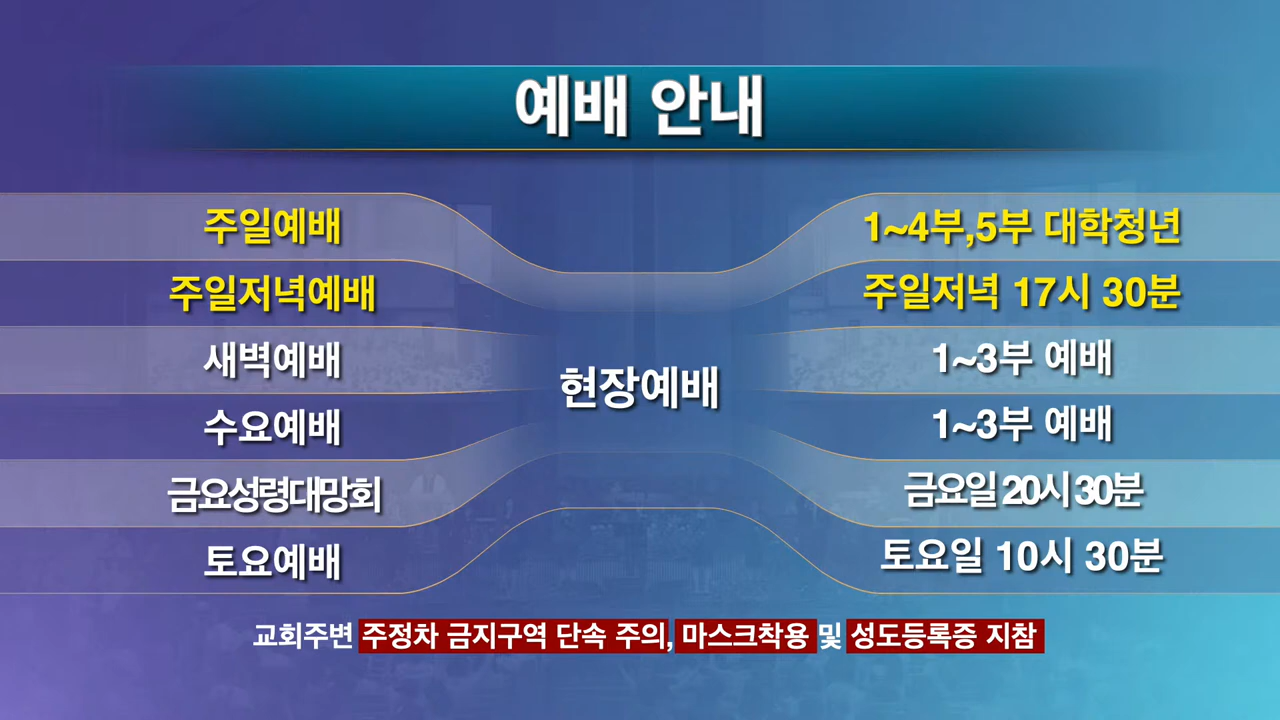 예배 안내
주일예배 1~4부,5부 대학청년
주일저녁예배 주일저녁 17시 30분
새벽예배 1~3부 예배
현장예배
수요예배 1~3부 예배
금요성령대망회 금요일 20시 30분
토요예배 토요일 10시 30분
교회주변 주정차 금지구역 단속 주의, 마스크착용 및 성도등록증 지참